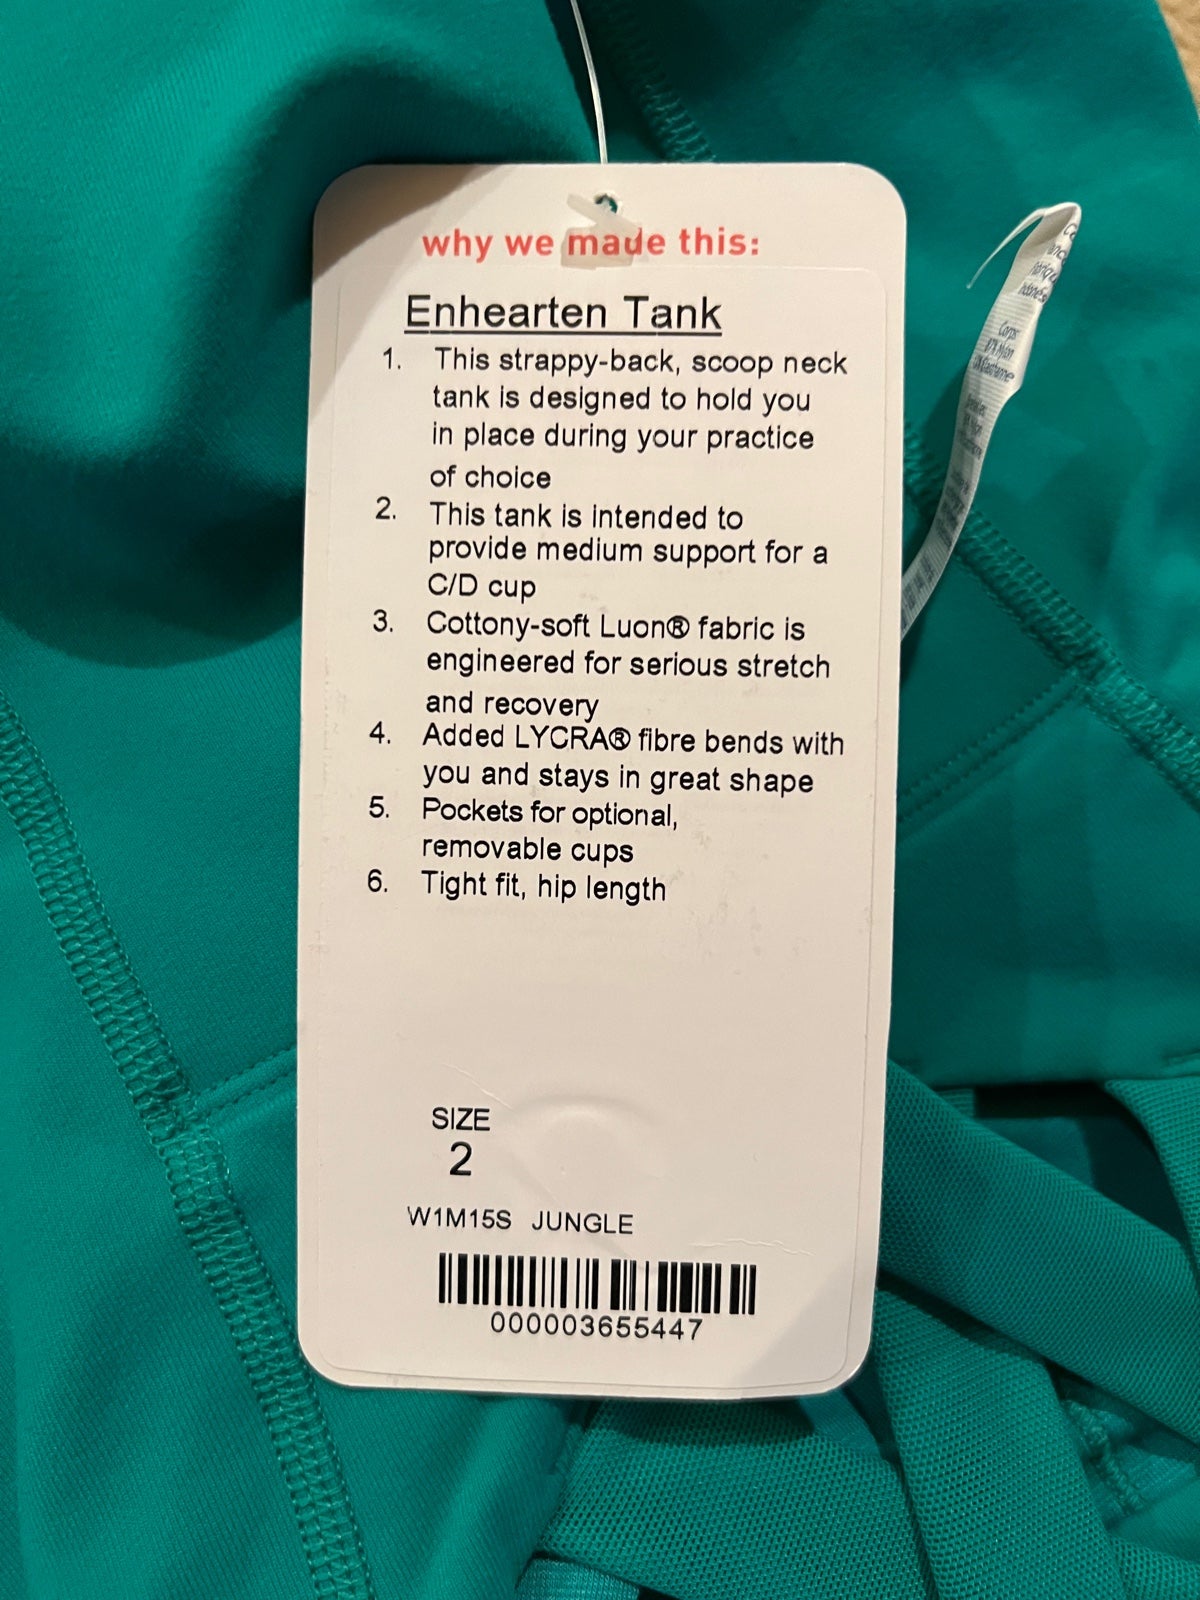 why we made this:
Enhearten Tank
1. This strappy-back, scoop neck
tank is designed to hold you
in place during your practice
of choice
2. This tank is intended to
provide medium support for a
C/D cup
3. Cottony-soft Luon® fabric is
engineered for serious stretch
and recovery
4. Added LYCRA® fibre bends with
you and stays in great shape
5. Pockets for optional,
removable cups
6. Tight fit, hip length
SIZE
2
W1M15S JUNGLE
000003655447